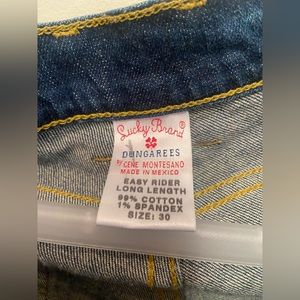 Lucky Brand®
DUNGAREES
BY GENE MONTESANO
MADE IN MEXICO
EASY RIDER
LONG LENGTH
99% COTTON
1% SPANDEX
SIZE: 30